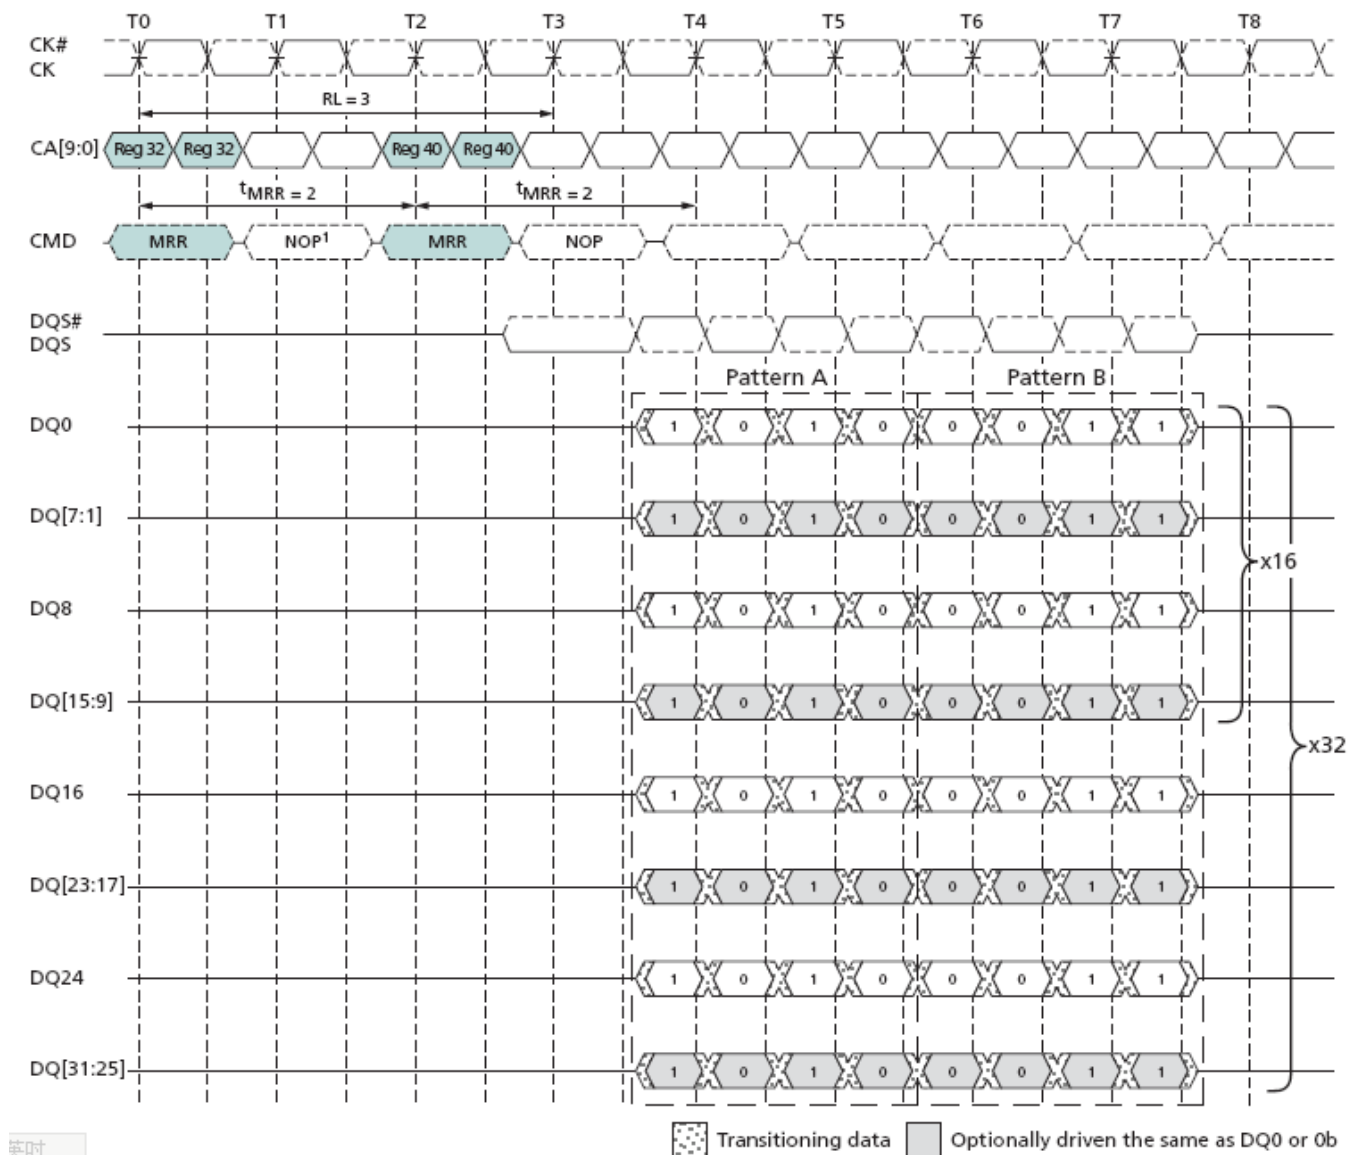 T0 T1 T2 T3 T4 T5 T6 T7 T8
CK#
CK
RL = 3
CA[9:0] Reg 32 Reg 32 Reg 40 Reg 40
tMRR = 2 tMRR = 2
CMD MRR NOP1 MRR NOP
DQS#
DQS
Pattern A Pattern B
DQ0 1 0 1 0 0 0 1 1
DQ[7:1] 1 0 1 0 0 0 1 1
x16
DQ8 1 0 1 0 0 0 1 1
DQ[15:9] 1 0 1 0 0 0 1 1
x32
DQ16 1 0 1 0 0 0 1 1
DQ[23:17] 1 0 1 0 0 0 1 1
DQ24 1 0 1 0 0 0 1 1
DQ[31:25] 1 0 1 0 0 0 1 1
Transitioning data Optionally driven the same as DQ0 or 0b